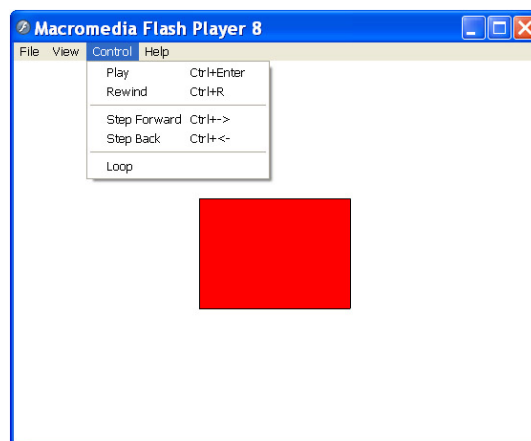 Macromedia Flash Player 8
File View Control Help
Play Ctrl+Enter
Rewind Ctrl+R
Step Forward Ctrl+->
Step Back Ctrl+<-
Loop